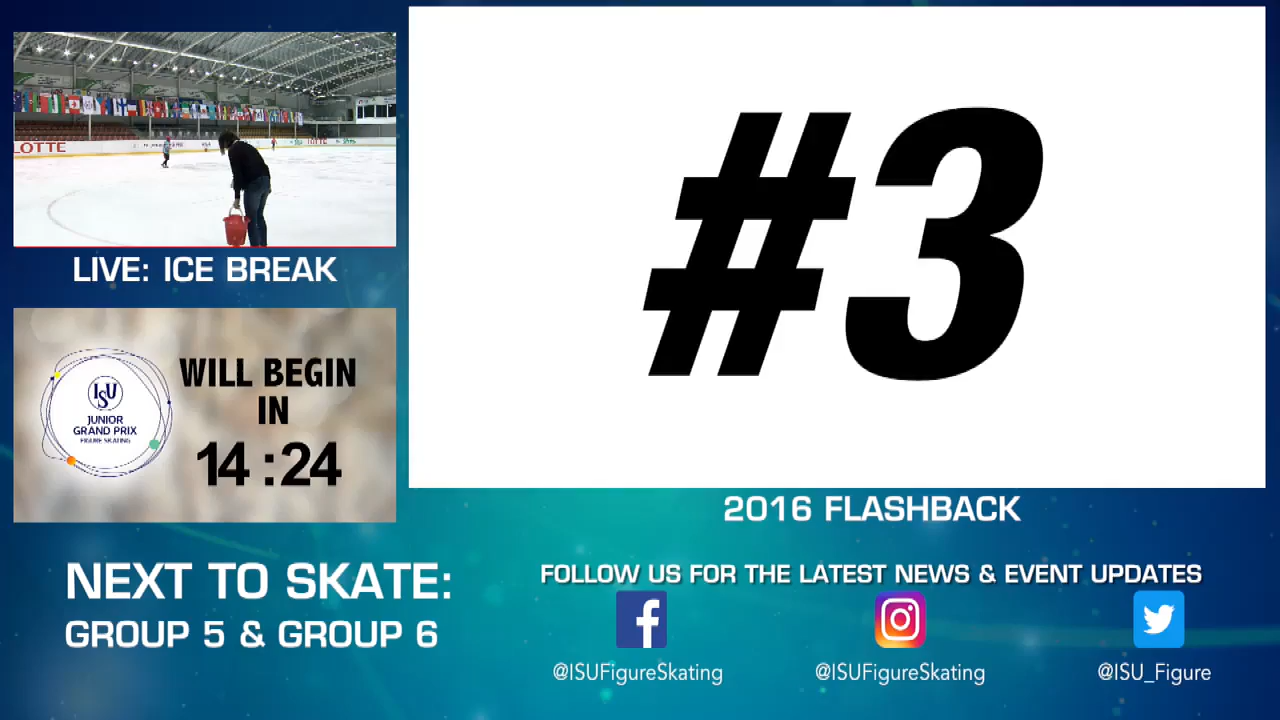 LOTTE
LOTTE
LIVE: ICE BREAK
ISU
JUNIOR
GRAND PRIX
FIGURE SKATING
WILL BEGIN
IN
14:24
NEXT TO SKATE:
GROUP 5 & GROUP 6
#3
2016 FLASHBACK
FOLLOW US FOR THE LATEST NEWS & EVENT UPDATES
@ISUFigureSkating
@ISUFigureSkating
@ISU_Figure